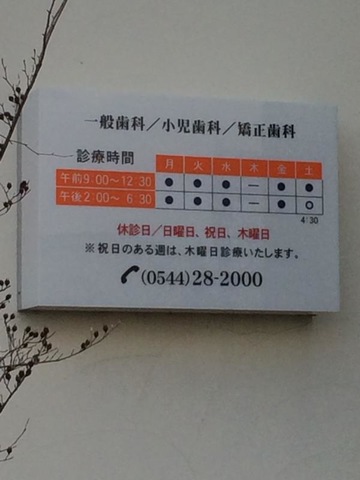 一般歯科／小児歯科／矯正歯科
診療時間 月 火 水 木 金 土
午前9:00〜12:30 ● ● ● — ● ●
午後2:00〜 6:30 ● ● ● — ● ○
4:30
休診日／日曜日、祝日、木曜日
※祝日のある週は、木曜日診療いたします。
(0544)28-2000